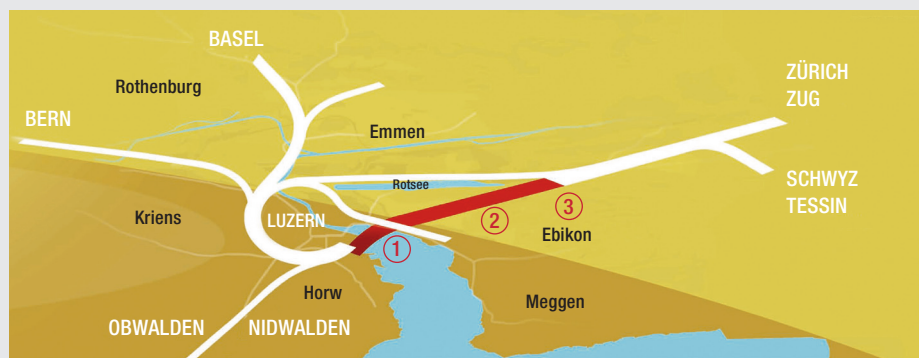 BASEL
ZÜRICH
ZUG
Rothenburg
BERN
Emmen
Rotsee
SCHWYZ
TESSIN
Kriens
LUZERN
3
2
1
Ebikon
Horw
Meggen
OBWALDEN
NIDWALDEN